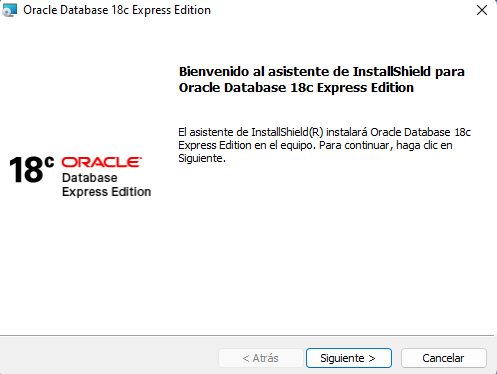 Oracle Database 18c Express Edition
Bienvenido al asistente de InstallShield para
Oracle Database 18c Express Edition
El asistente de InstallShield(R) instalará Oracle Database 18c
Express Edition en el equipo. Para continuar, haga clic en
Siguiente.
18c ORACLE
Database
Express Edition
< Atrás
Siguiente >
Cancelar